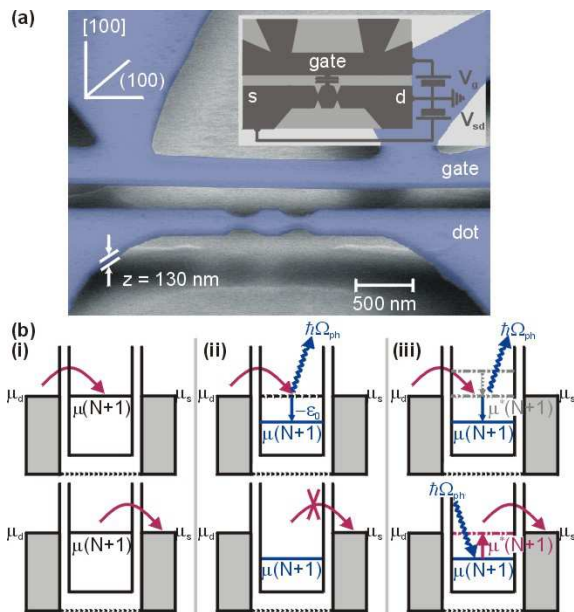 (a)
[100]
(100)
gate
s
d
V_g
V_sd
gate
dot
z = 130 nm
500 nm
(b)
(i)
(ii)
(iii)
ℏΩ_ph
ℏΩ_ph
μ_d
μ(N+1)
μ_s
μ_d
−ε_0
μ(N+1)
μ_s
μ_d
μ*(N+1)
μ(N+1)
μ_s
ℏΩ_ph
μ_d
μ(N+1)
μ_s
μ_d
μ(N+1)
μ_s
μ_d
μ*(N+1)
μ(N+1)
μ_s